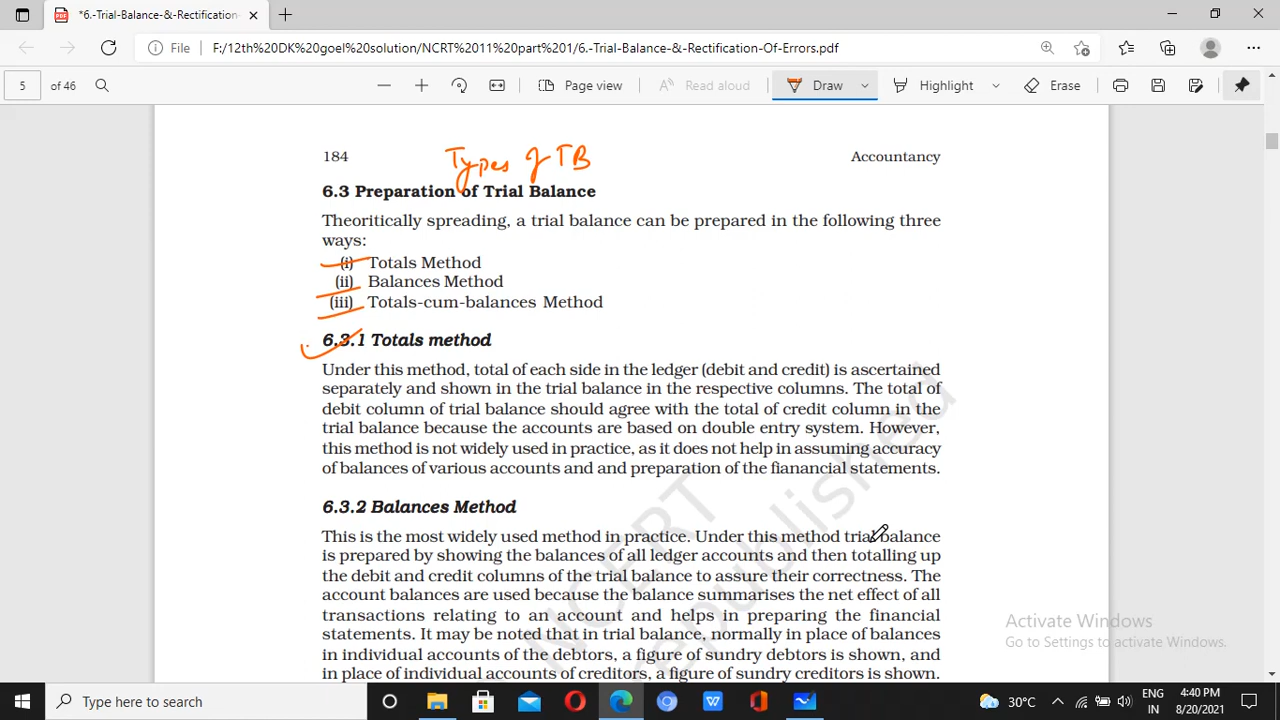 *6.-Trial-Balance-&-Rectification-
File F:/12th%20DK%20goel%20solution/NCRT%2011%20part%201/6.-Trial-Balance-&-Rectification-Of-Errors.pdf
5 of 46 Page view Read aloud Draw Highlight Erase
Types of TB
184 Accountancy
6.3 Preparation of Trial Balance
Theoritically spreading, a trial balance can be prepared in the following three
ways:
(i) Totals Method
(ii) Balances Method
(iii) Totals-cum-balances Method
6.3.1 Totals method
Under this method, total of each side in the ledger (debit and credit) is ascertained
separately and shown in the trial balance in the respective columns. The total of
debit column of trial balance should agree with the total of credit column in the
trial balance because the accounts are based on double entry system. However,
this method is not widely used in practice, as it does not help in assuming accuracy
of balances of various accounts and and preparation of the fianancial statements.
6.3.2 Balances Method
This is the most widely used method in practice. Under this method trial balance
is prepared by showing the balances of all ledger accounts and then totalling up
the debit and credit columns of the trial balance to assure their correctness. The
account balances are used because the balance summarises the net effect of all
transactions relating to an account and helps in preparing the financial
statements. It may be noted that in trial balance, normally in place of balances
in individual accounts of the debtors, a figure of sundry debtors is shown, and
in place of individual accounts of creditors, a figure of sundry creditors is shown.
NCERT
republished
Activate Windows
Go to Settings to activate Windows.
Type here to search
30°C
ENG
IN
4:40 PM
8/20/2021